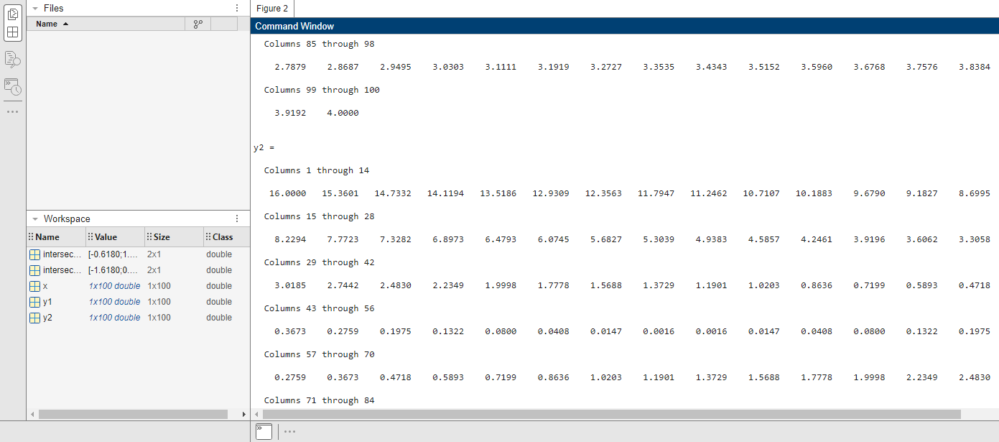 Files
Name
Workspace
Name Value Size Class
intersec... [-0.6180;1.... 2x1 double
intersec... [-1.6180;0.... 2x1 double
x 1x100 double 1x100 double
y1 1x100 double 1x100 double
y2 1x100 double 1x100 double
Figure 2
Command Window
Columns 85 through 98
2.7879 2.8687 2.9495 3.0303 3.1111 3.1919 3.2727 3.3535 3.4343 3.5152 3.5960 3.6768 3.7576 3.8384
Columns 99 through 100
3.9192 4.0000
y2 =
Columns 1 through 14
16.0000 15.3601 14.7332 14.1194 13.5186 12.9309 12.3563 11.7947 11.2462 10.7107 10.1883 9.6790 9.1827 8.6995
Columns 15 through 28
8.2294 7.7723 7.3282 6.8973 6.4793 6.0745 5.6827 5.3039 4.9383 4.5857 4.2461 3.9196 3.6062 3.3058
Columns 29 through 42
3.0185 2.7442 2.4830 2.2349 1.9998 1.7778 1.5688 1.3729 1.1901 1.0203 0.8636 0.7199 0.5893 0.4718
Columns 43 through 56
0.3673 0.2759 0.1975 0.1322 0.0800 0.0408 0.0147 0.0016 0.0016 0.0147 0.0408 0.0800 0.1322 0.1975
Columns 57 through 70
0.2759 0.3673 0.4718 0.5893 0.7199 0.8636 1.0203 1.1901 1.3729 1.5688 1.7778 1.9998 2.2349 2.4830
Columns 71 through 84